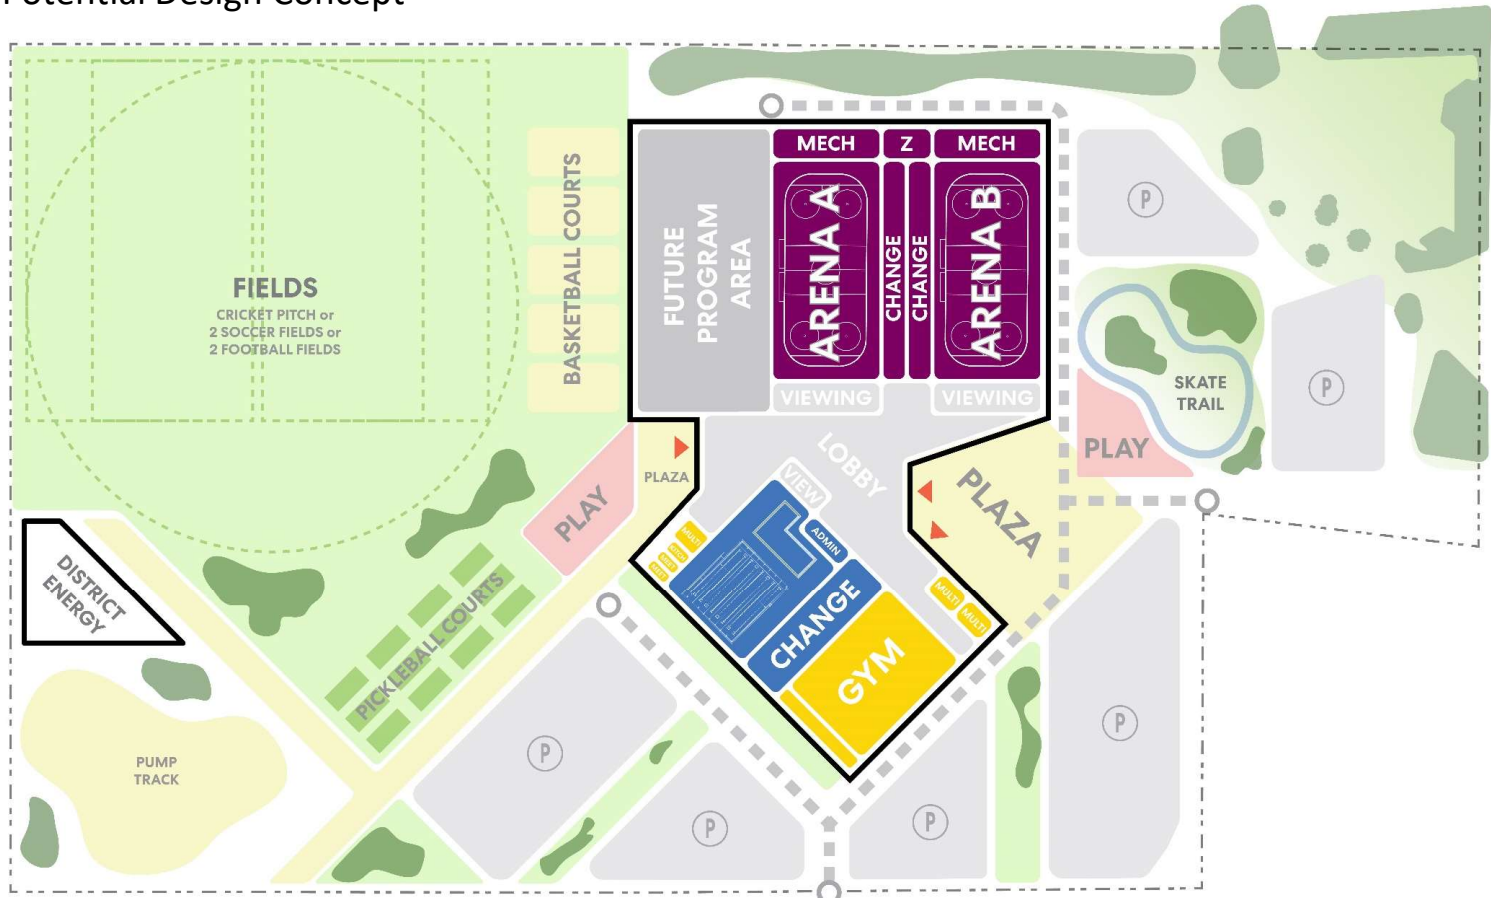 Potential Design Concept
MECH
Z
MECH
ARENA A
CHANGE
CHANGE
ARENA B
FUTURE
PROGRAM
AREA
BASKETBALL COURTS
FIELDS
CRICKET PITCH or
2 SOCCER FIELDS or
2 FOOTBALL FIELDS
P
P
SKATE
TRAIL
PLAY
VIEWING
VIEWING
LOBBY
PLAZA
PLAZA
PLAY
VIEW
ADMIN
MULTI
MEET
MULTI
MULTI
CHANGE
GYM
DISTRICT
ENERGY
PICKLEBALL COURTS
PUMP
TRACK
P
P
P
P